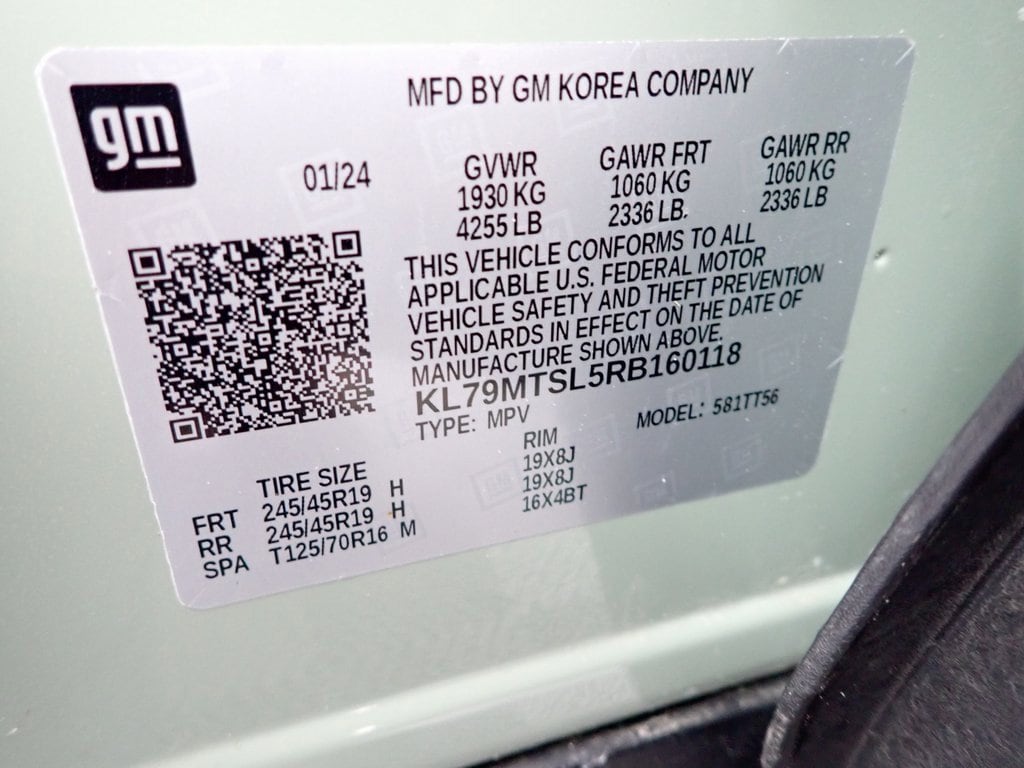 gm
MFD BY GM KOREA COMPANY
01/24
GVWR
1930 KG
4255 LB
GAWR FRT
1060 KG
2336 LB.
GAWR RR
1060 KG
2336 LB
THIS VEHICLE CONFORMS TO ALL
APPLICABLE U.S. FEDERAL MOTOR
VEHICLE SAFETY AND THEFT PREVENTION
STANDARDS IN EFFECT ON THE DATE OF
MANUFACTURE SHOWN ABOVE.
KL79MTSL5RB160118
TYPE: MPV
MODEL: 581TT56
TIRE SIZE
RIM
FRT 245/45R19 H 19X8J
RR 245/45R19 H 19X8J
SPA T125/70R16 M 16X4BT